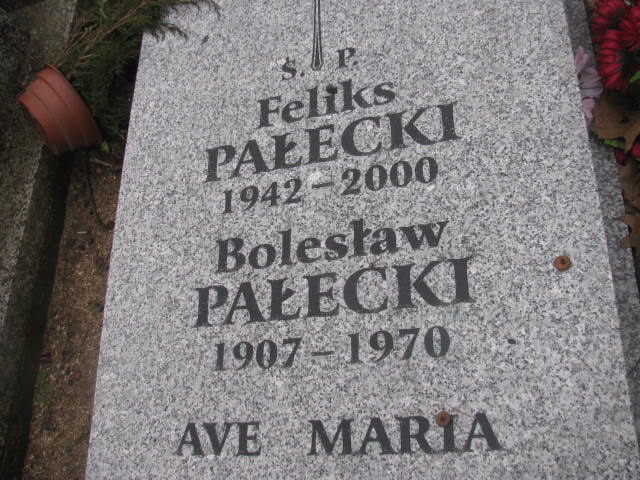 Ś. P.
Feliks
PAŁECKI
1942 – 2000
Bolesław
PAŁECKI
1907 – 1970
AVE MARIA